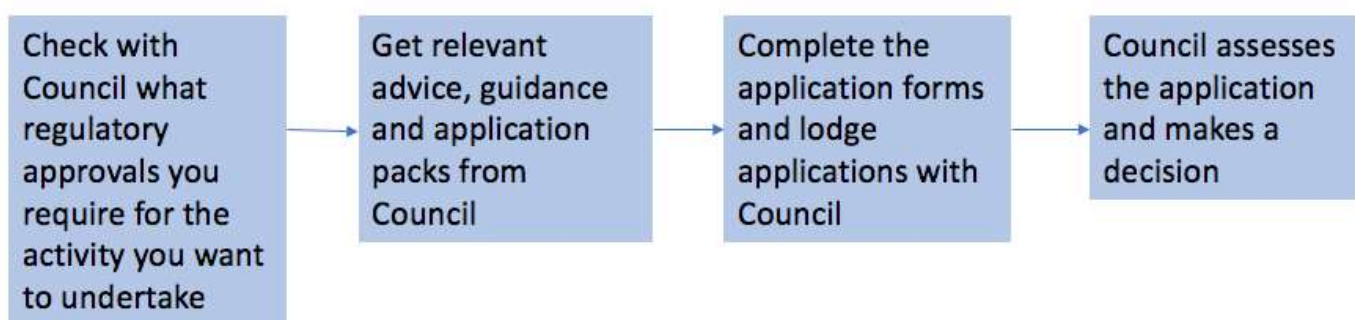 Check with
Council what
regulatory
approvals you
require for the
activity you want
to undertake
Get relevant
advice, guidance
and application
packs from
Council
Complete the
application forms
and lodge
applications with
Council
Council assesses
the application
and makes a
decision